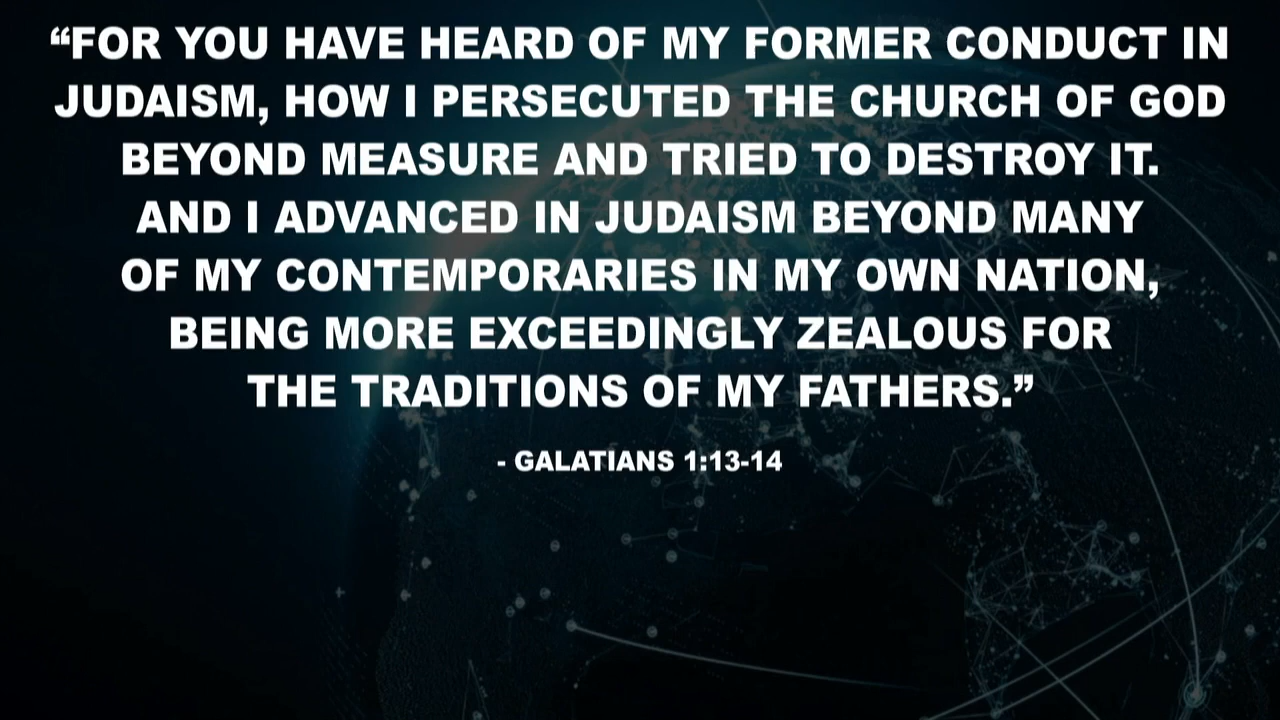 “FOR YOU HAVE HEARD OF MY FORMER CONDUCT IN
JUDAISM, HOW I PERSECUTED THE CHURCH OF GOD
BEYOND MEASURE AND TRIED TO DESTROY IT.
AND I ADVANCED IN JUDAISM BEYOND MANY
OF MY CONTEMPORARIES IN MY OWN NATION,
BEING MORE EXCEEDINGLY ZEALOUS FOR
THE TRADITIONS OF MY FATHERS.”
- GALATIANS 1:13-14